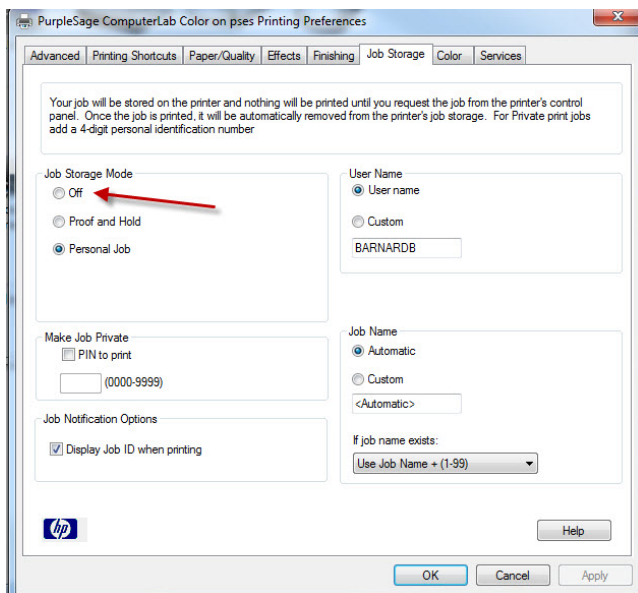 PurpleSage ComputerLab Color on pses Printing Preferences
Advanced Printing Shortcuts Paper/Quality Effects Finishing Job Storage Color Services
Your job will be stored on the printer and nothing will be printed until you request the job from the printer's control
panel. Once the job is printed, it will be automatically removed from the printer's job storage. For Private print jobs
add a 4-digit personal identification number
Job Storage Mode
Off
Proof and Hold
Personal Job
User Name
User name
Custom
BARNARDB
Make Job Private
PIN to print
(0000-9999)
Job Name
Automatic
Custom
<Automatic>
If job name exists:
Use Job Name + (1-99)
Job Notification Options
Display Job ID when printing
hp
Help
OK Cancel Apply